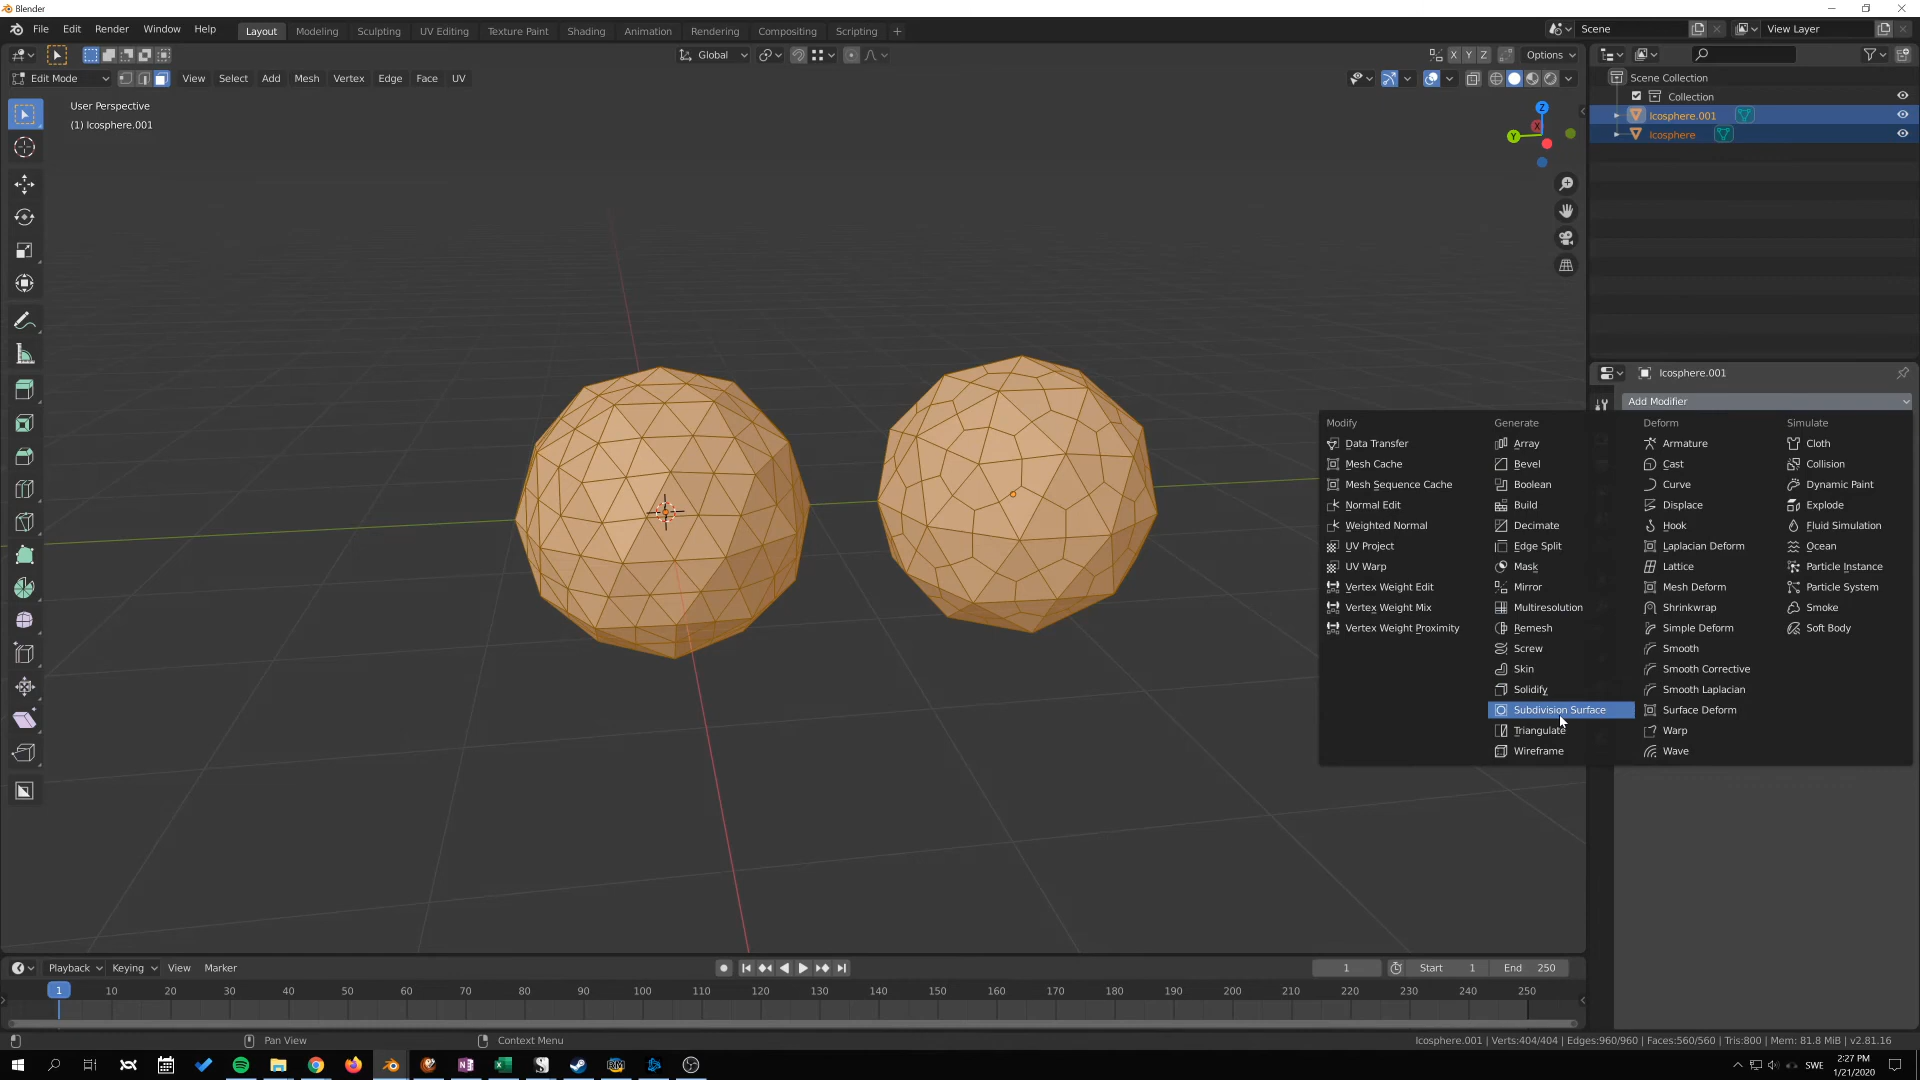 Blender
File Edit Render Window Help Layout Modeling Sculpting UV Editing Texture Paint Shading Animation Rendering Compositing Scripting + Scene View Layer
Global X Y Z Options
Edit Mode View Select Add Mesh Vertex Edge Face UV
User Perspective
(1) Icosphere.001
Z
X
Y
Scene Collection
Collection
Icosphere.001
Icosphere
Icosphere.001
Add Modifier
Modify Generate Deform Simulate
Data Transfer Array Armature Cloth
Mesh Cache Bevel Cast Collision
Mesh Sequence Cache Boolean Curve Dynamic Paint
Normal Edit Build Displace Explode
Weighted Normal Decimate Hook Fluid Simulation
UV Project Edge Split Laplacian Deform Ocean
UV Warp Mask Lattice Particle Instance
Vertex Weight Edit Mirror Mesh Deform Particle System
Vertex Weight Mix Multiresolution Shrinkwrap Smoke
Vertex Weight Proximity Remesh Simple Deform Soft Body
Screw Smooth
Skin Smooth Corrective
Solidify Smooth Laplacian
Subdivision Surface Surface Deform
Triangulate Warp
Wireframe Wave
Playback Keying View Marker 1 Start 1 End 250
1 10 20 30 40 50 60 70 80 90 100 110 120 130 140 150 160 170 180 190 200 210 220 230 240 250
Pan View Context Menu Icosphere.001 | Verts:404/404 | Edges:960/960 | Faces:560/560 | Tris:800 | Mem: 81.8 MiB | v2.81.16
SWE 2:27 PM
1/21/2020